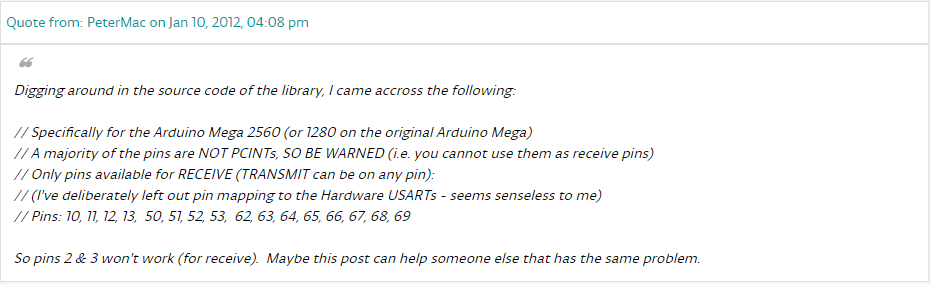 Quote from: PeterMac on Jan 10, 2012, 04:08 pm
“
Digging around in the source code of the library, I came accross the following:
// Specifically for the Arduino Mega 2560 (or 1280 on the original Arduino Mega)
// A majority of the pins are NOT PCINTs, SO BE WARNED (i.e. you cannot use them as receive pins)
// Only pins available for RECEIVE (TRANSMIT can be on any pin):
// (I've deliberately left out pin mapping to the Hardware USARTs - seems senseless to me)
// Pins: 10, 11, 12, 13,  50, 51, 52, 53,  62, 63, 64, 65, 66, 67, 68, 69
So pins 2 & 3 won't work (for receive).  Maybe this post can help someone else that has the same problem.